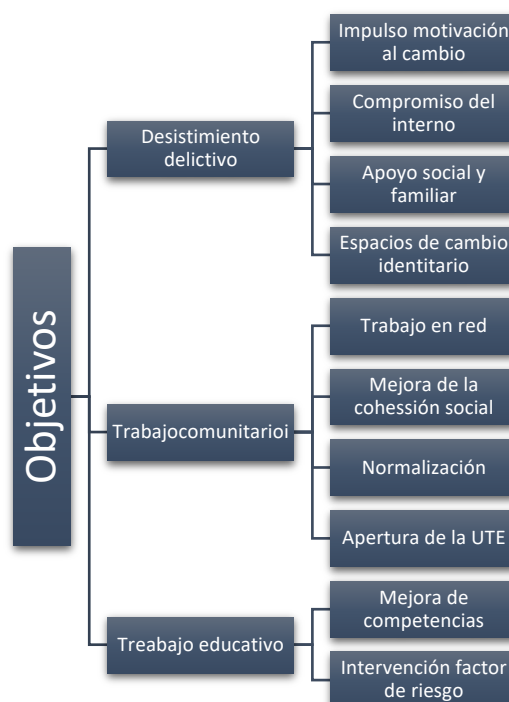 Objetivos
Desistimiento
delictivo
Impulso motivación
al cambio
Compromiso del
interno
Apoyo social y
familiar
Espacios de cambio
identitario
Trabajocomunitarioi
Trabajo en red
Mejora de la
cohessión social
Normalización
Apertura de la UTE
Treabajo educativo
Mejora de
competencias
Intervención factor
de riesgo